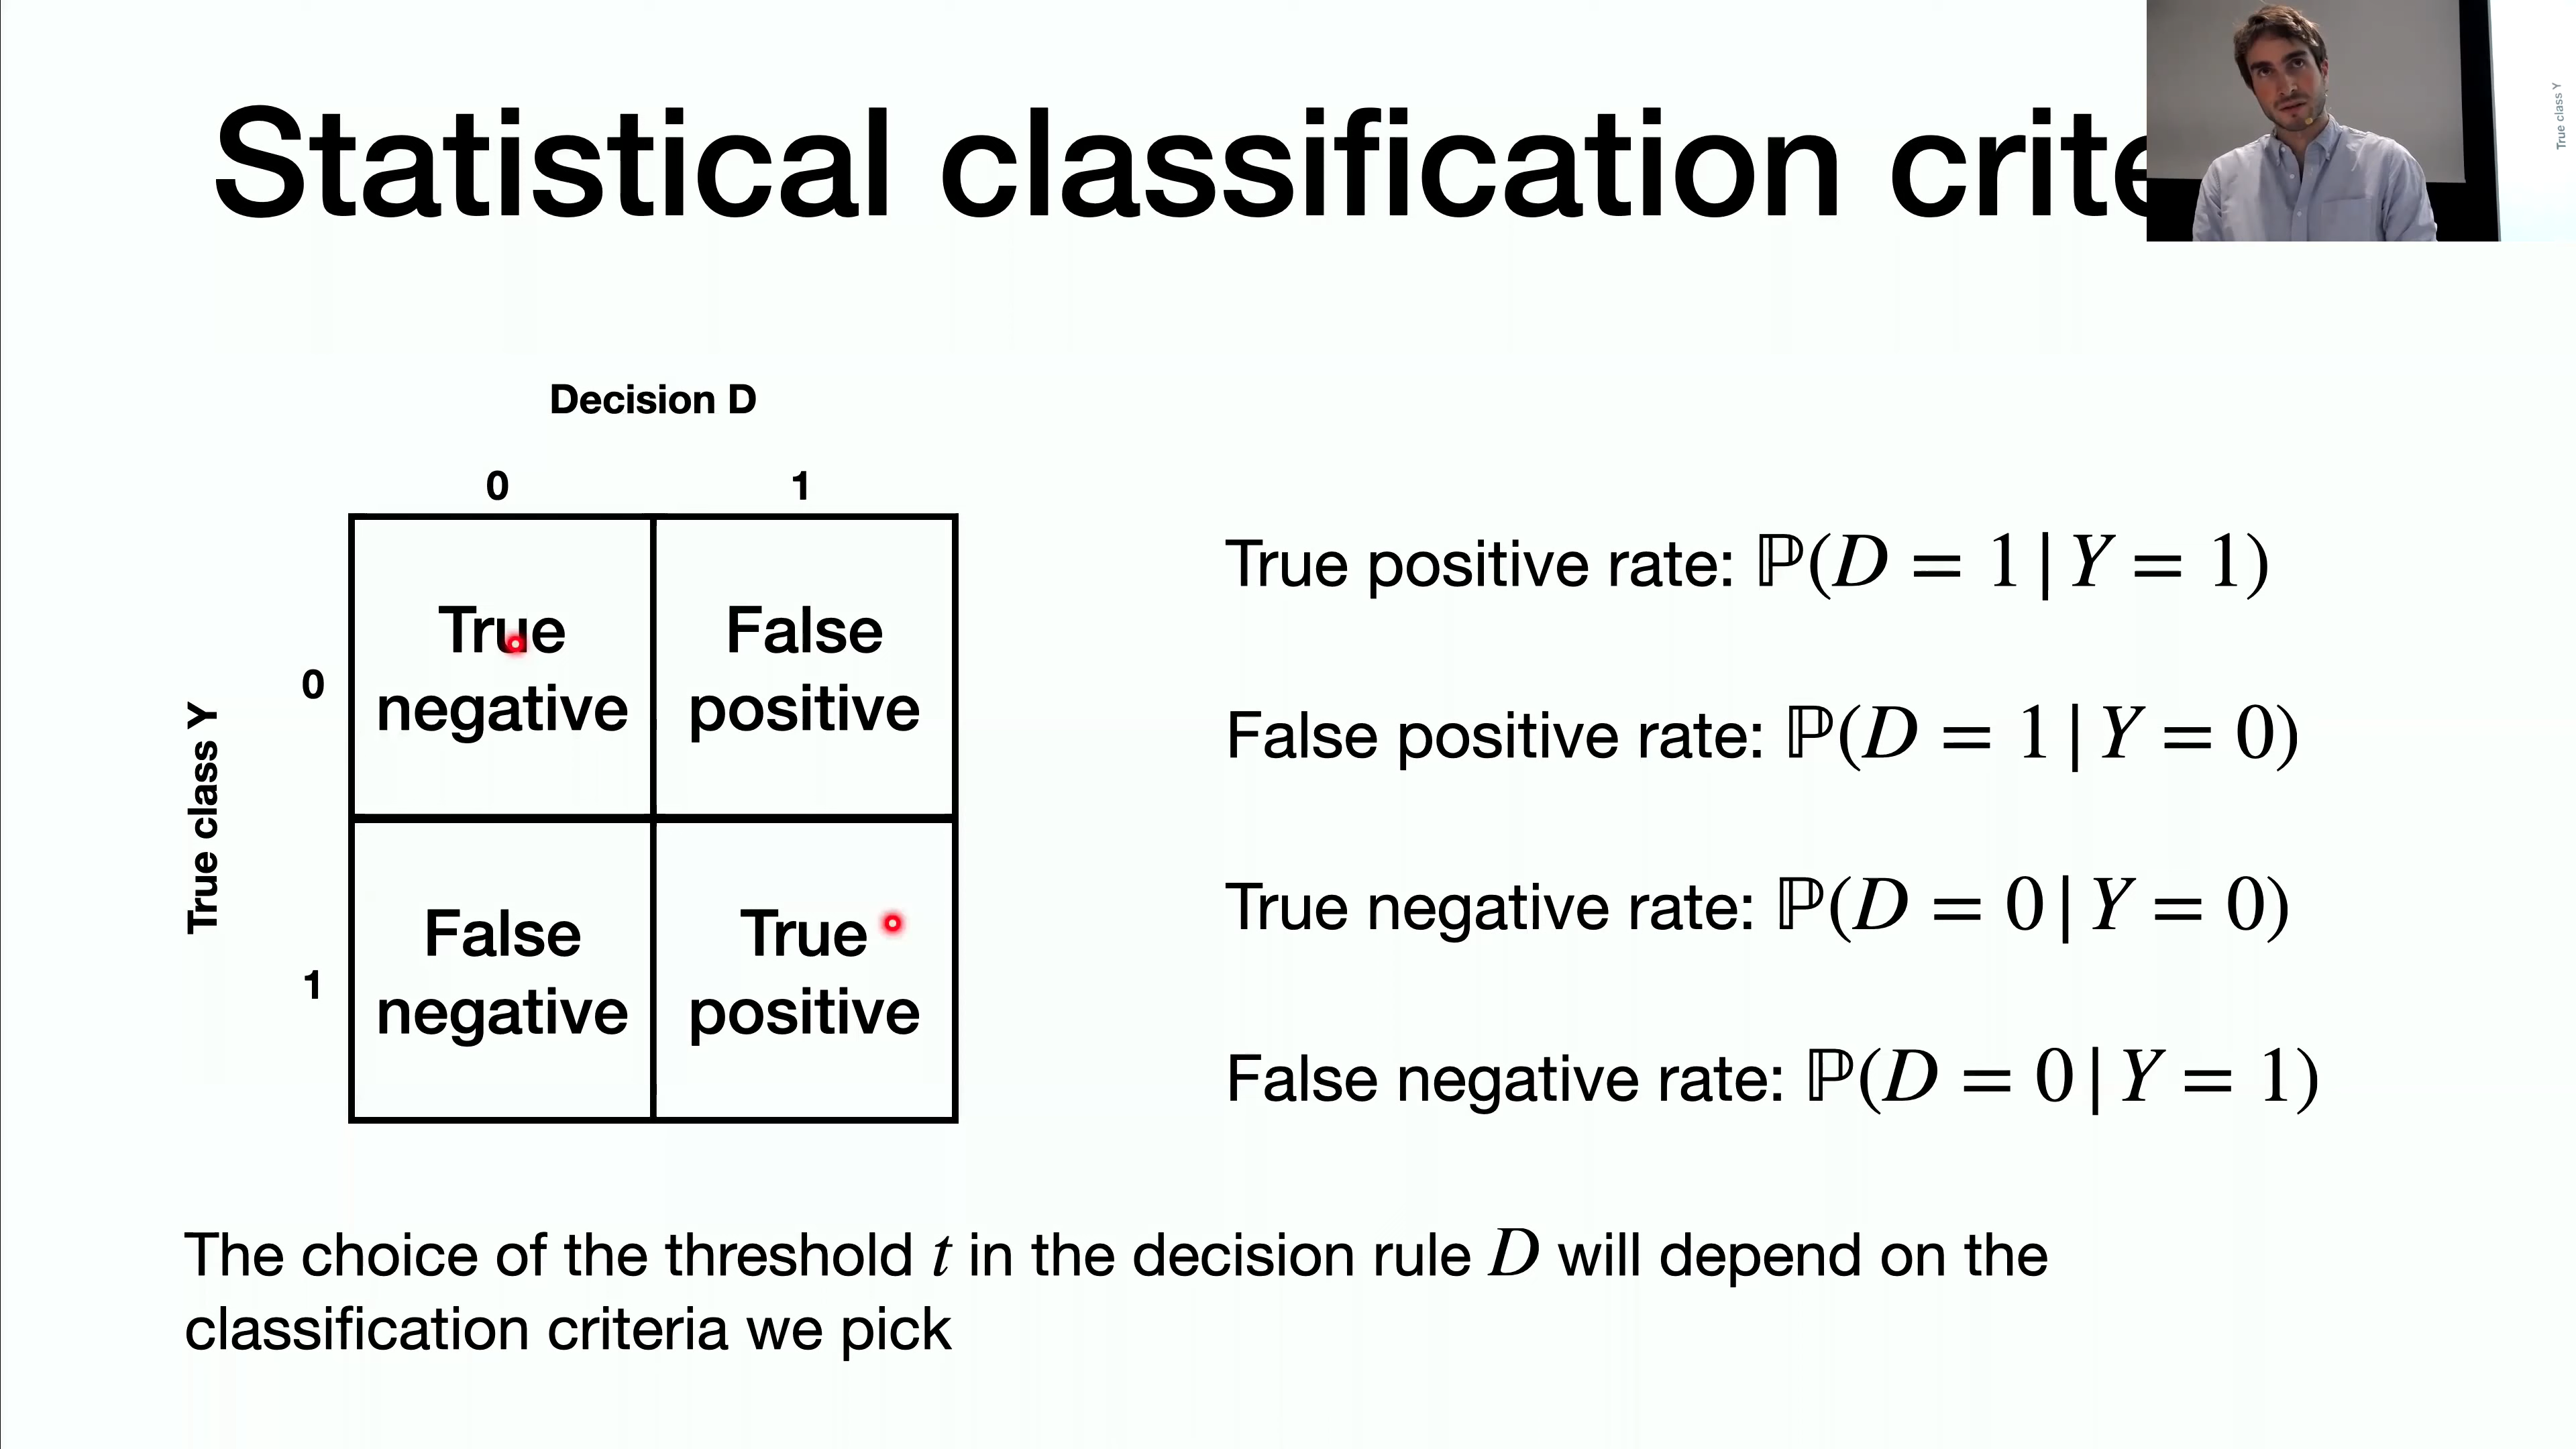 Statistical classification crite
True class Y
Decision D
0 1
True
negative
False
positive
True class Y
0
1
False
negative
True
positive
True positive rate: ℙ(D = 1 | Y = 1)
False positive rate: ℙ(D = 1 | Y = 0)
True negative rate: ℙ(D = 0 | Y = 0)
False negative rate: ℙ(D = 0 | Y = 1)
The choice of the threshold t in the decision rule D will depend on the
classification criteria we pick